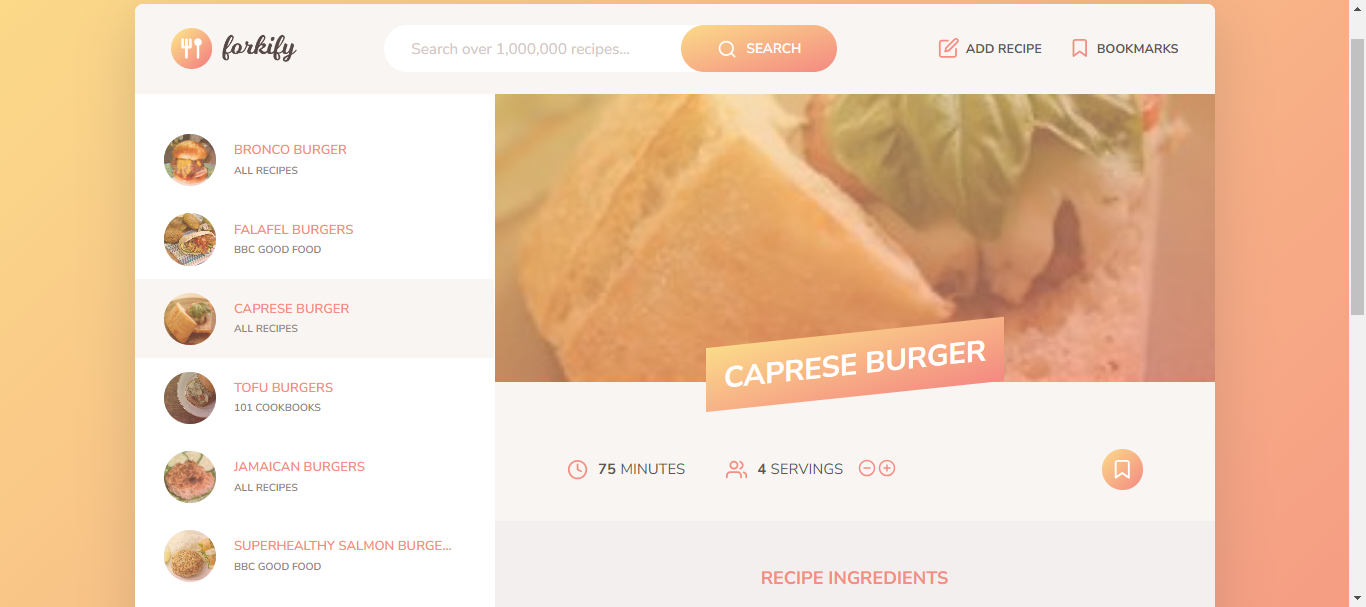 forkify
Search over 1,000,000 recipes...
SEARCH
ADD RECIPE
BOOKMARKS
BRONCO BURGER
ALL RECIPES
FALAFEL BURGERS
BBC GOOD FOOD
CAPRESE BURGER
ALL RECIPES
TOFU BURGERS
101 COOKBOOKS
JAMAICAN BURGERS
ALL RECIPES
SUPERHEALTHY SALMON BURGE...
BBC GOOD FOOD
CAPRESE BURGER
75 MINUTES
4 SERVINGS
RECIPE INGREDIENTS